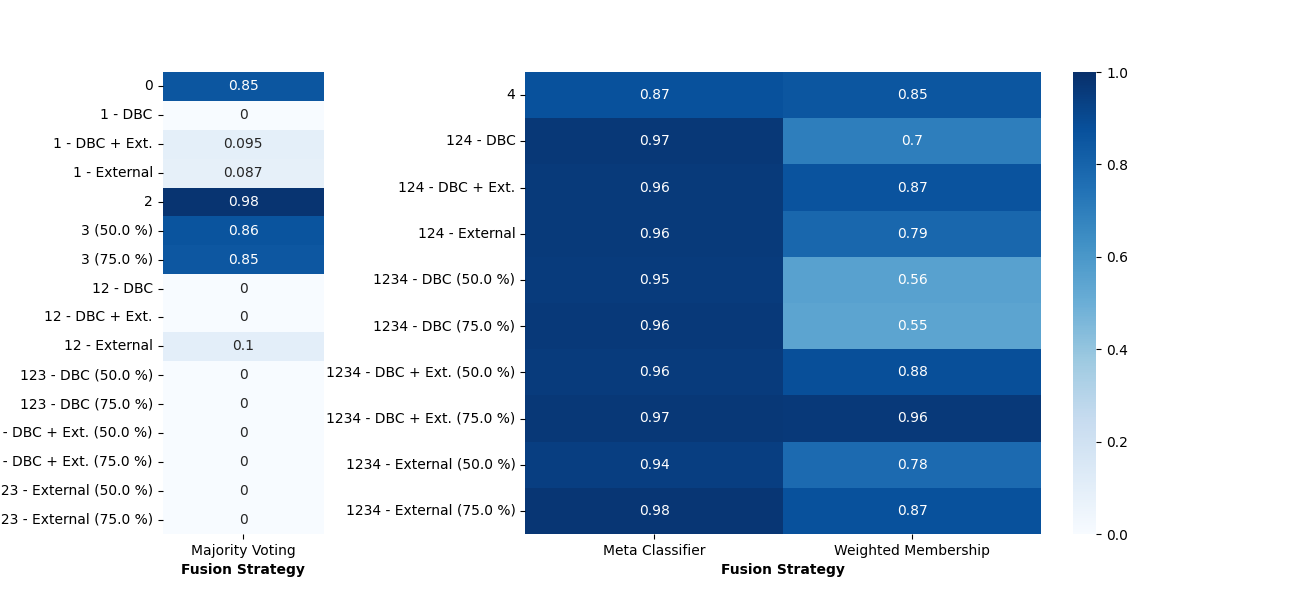 0 0.85
1 - DBC 0
1 - DBC + Ext. 0.095
1 - External 0.087
2 0.98
3 (50.0 %) 0.86
3 (75.0 %) 0.85
12 - DBC 0
12 - DBC + Ext. 0
12 - External 0.1
123 - DBC (50.0 %) 0
123 - DBC (75.0 %) 0
- DBC + Ext. (50.0 %) 0
- DBC + Ext. (75.0 %) 0
23 - External (50.0 %) 0
23 - External (75.0 %) 0
Majority Voting
Fusion Strategy
4 0.87 0.85
124 - DBC 0.97 0.7
124 - DBC + Ext. 0.96 0.87
124 - External 0.96 0.79
1234 - DBC (50.0 %) 0.95 0.56
1234 - DBC (75.0 %) 0.96 0.55
1234 - DBC + Ext. (50.0 %) 0.96 0.88
1234 - DBC + Ext. (75.0 %) 0.97 0.96
1234 - External (50.0 %) 0.94 0.78
1234 - External (75.0 %) 0.98 0.87
Meta Classifier Weighted Membership
Fusion Strategy
1.0
0.8
0.6
0.4
0.2
0.0